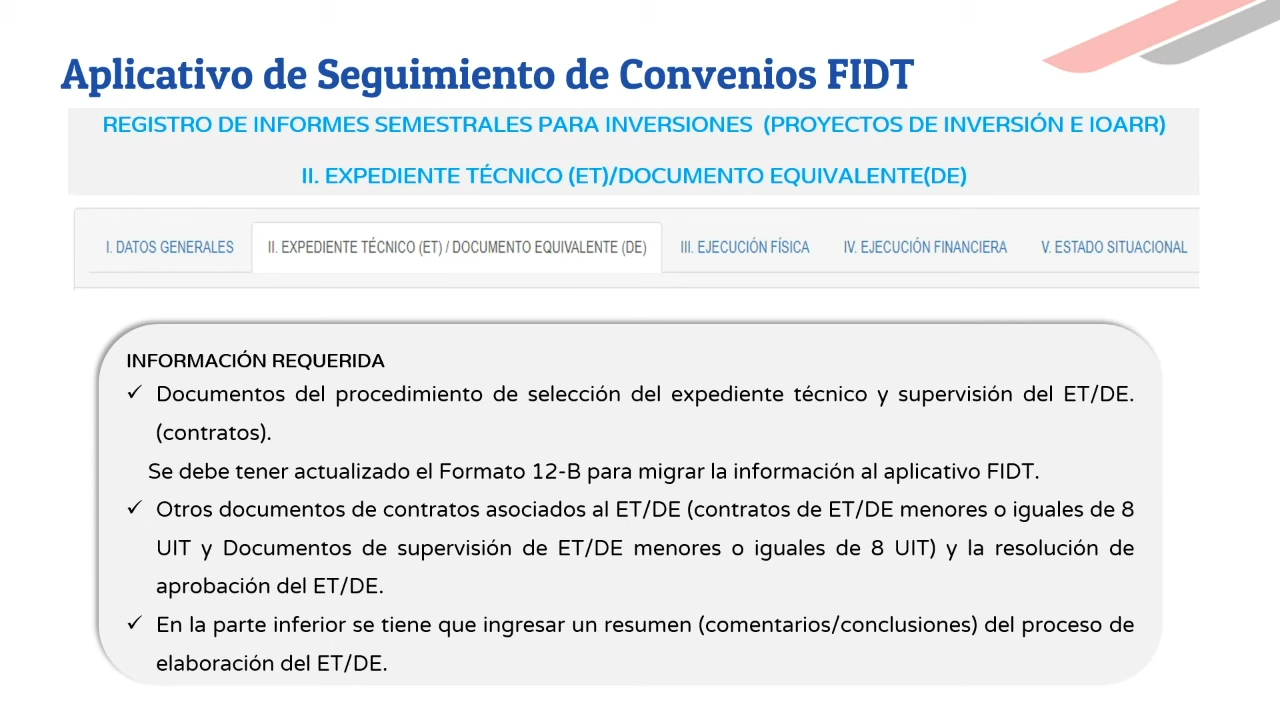 Aplicativo de Seguimiento de Convenios FIDT
REGISTRO DE INFORMES SEMESTRALES PARA INVERSIONES (PROYECTOS DE INVERSIÓN E IOARR)
II. EXPEDIENTE TÉCNICO (ET)/DOCUMENTO EQUIVALENTE(DE)
I. DATOS GENERALES II. EXPEDIENTE TÉCNICO (ET) / DOCUMENTO EQUIVALENTE (DE) III. EJECUCIÓN FÍSICA IV. EJECUCIÓN FINANCIERA V. ESTADO SITUACIONAL
INFORMACIÓN REQUERIDA
✓ Documentos del procedimiento de selección del expediente técnico y supervisión del ET/DE.
(contratos).
Se debe tener actualizado el Formato 12-B para migrar la información al aplicativo FIDT.
✓ Otros documentos de contratos asociados al ET/DE (contratos de ET/DE menores o iguales de 8
UIT y Documentos de supervisión de ET/DE menores o iguales de 8 UIT) y la resolución de
aprobación del ET/DE.
✓ En la parte inferior se tiene que ingresar un resumen (comentarios/conclusiones) del proceso de
elaboración del ET/DE.